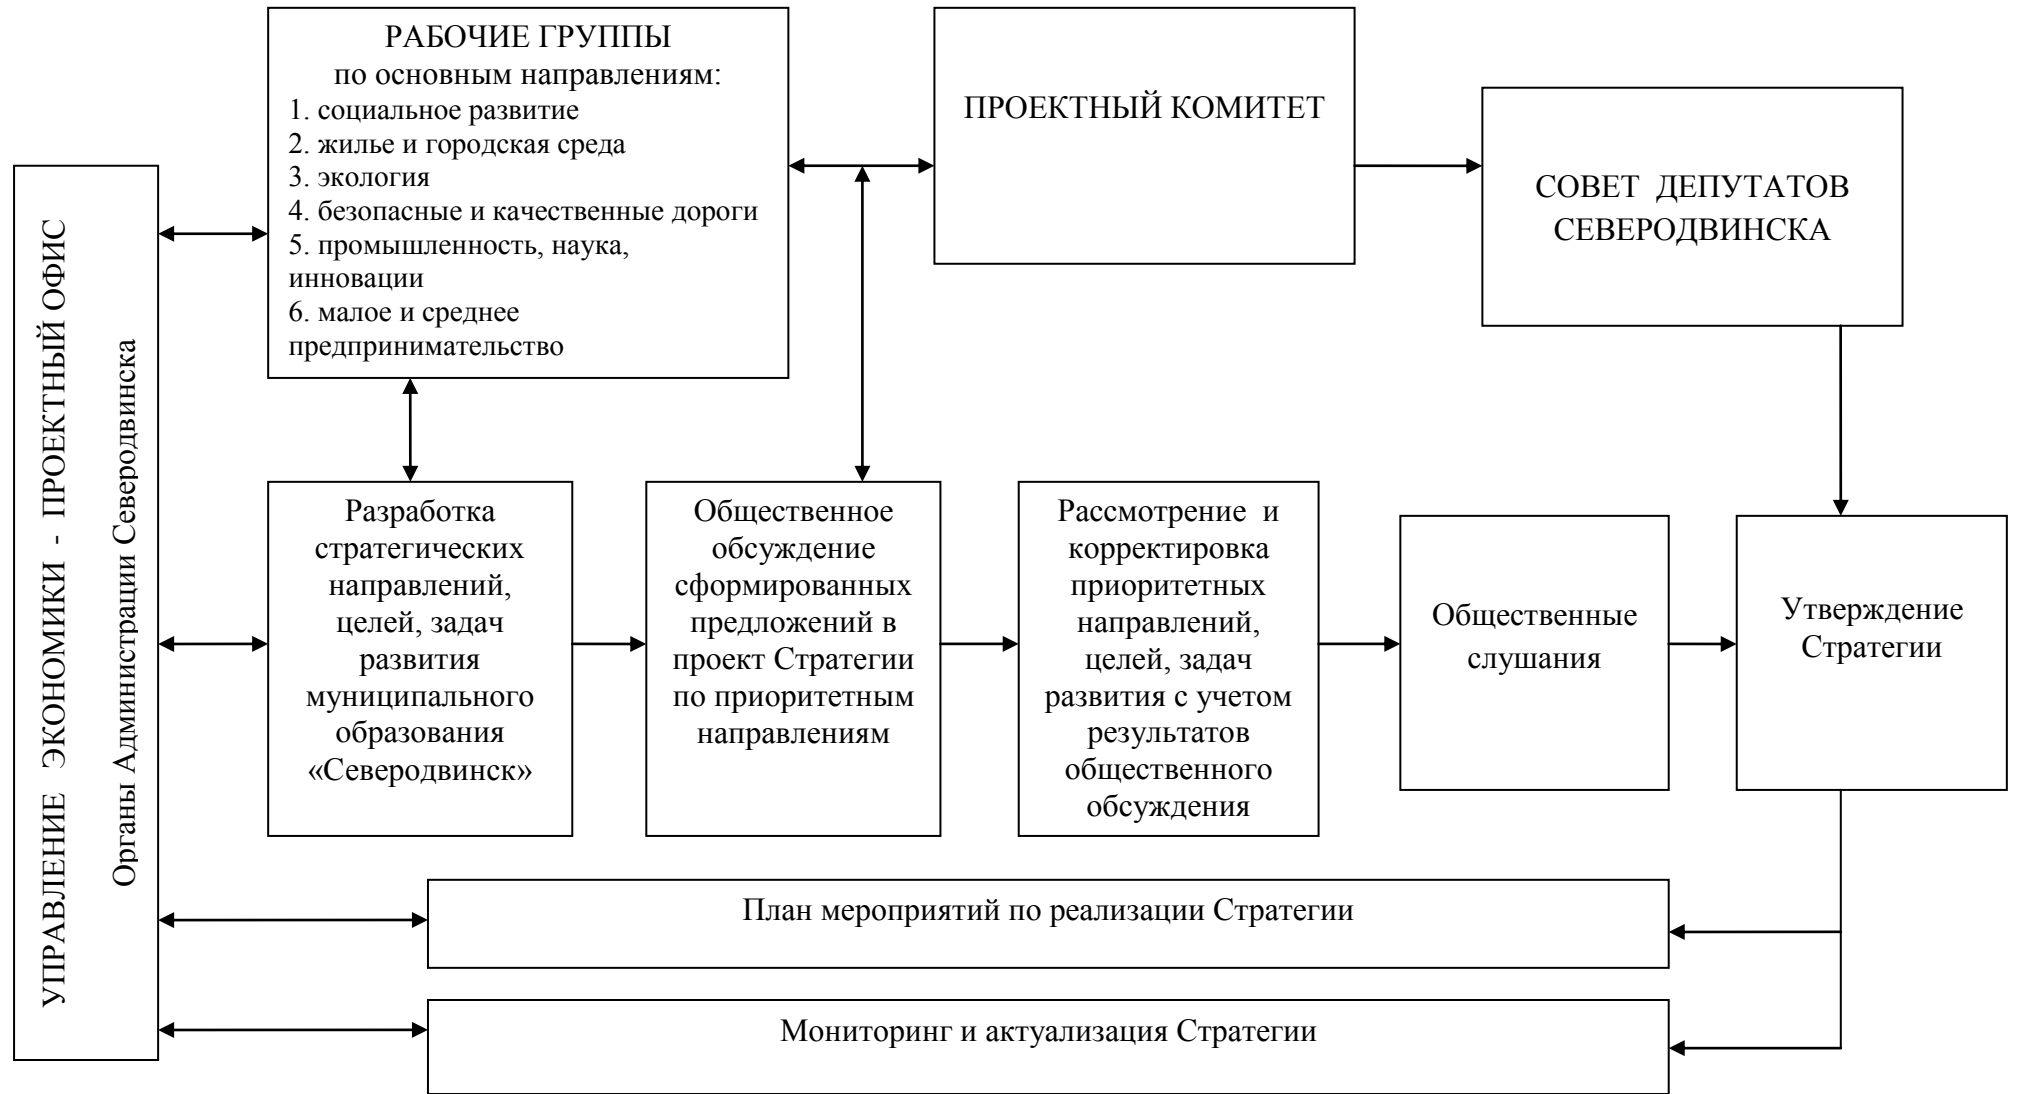 РАБОЧИЕ ГРУППЫ
по основным направлениям:
1. социальное развитие
2. жилье и городская среда
3. экология
4. безопасные и качественные дороги
5. промышленность, наука,
инновации
6. малое и среднее
предпринимательство
ПРОЕКТНЫЙ КОМИТЕТ
СОВЕТ ДЕПУТАТОВ
СЕВЕРОДВИНСКА
УПРАВЛЕНИЕ ЭКОНОМИКИ - ПРОЕКТНЫЙ ОФИС
Органы Администрации Северодвинска
Разработка
стратегических
направлений,
целей, задач
развития
муниципального
образования
«Северодвинск»
Общественное
обсуждение
сформированных
предложений в
проект Стратегии
по приоритетным
направлениям
Рассмотрение и
корректировка
приоритетных
направлений,
целей, задач
развития с учетом
результатов
общественного
обсуждения
Общественные
слушания
Утверждение
Стратегии
План мероприятий по реализации Стратегии
Мониторинг и актуализация Стратегии